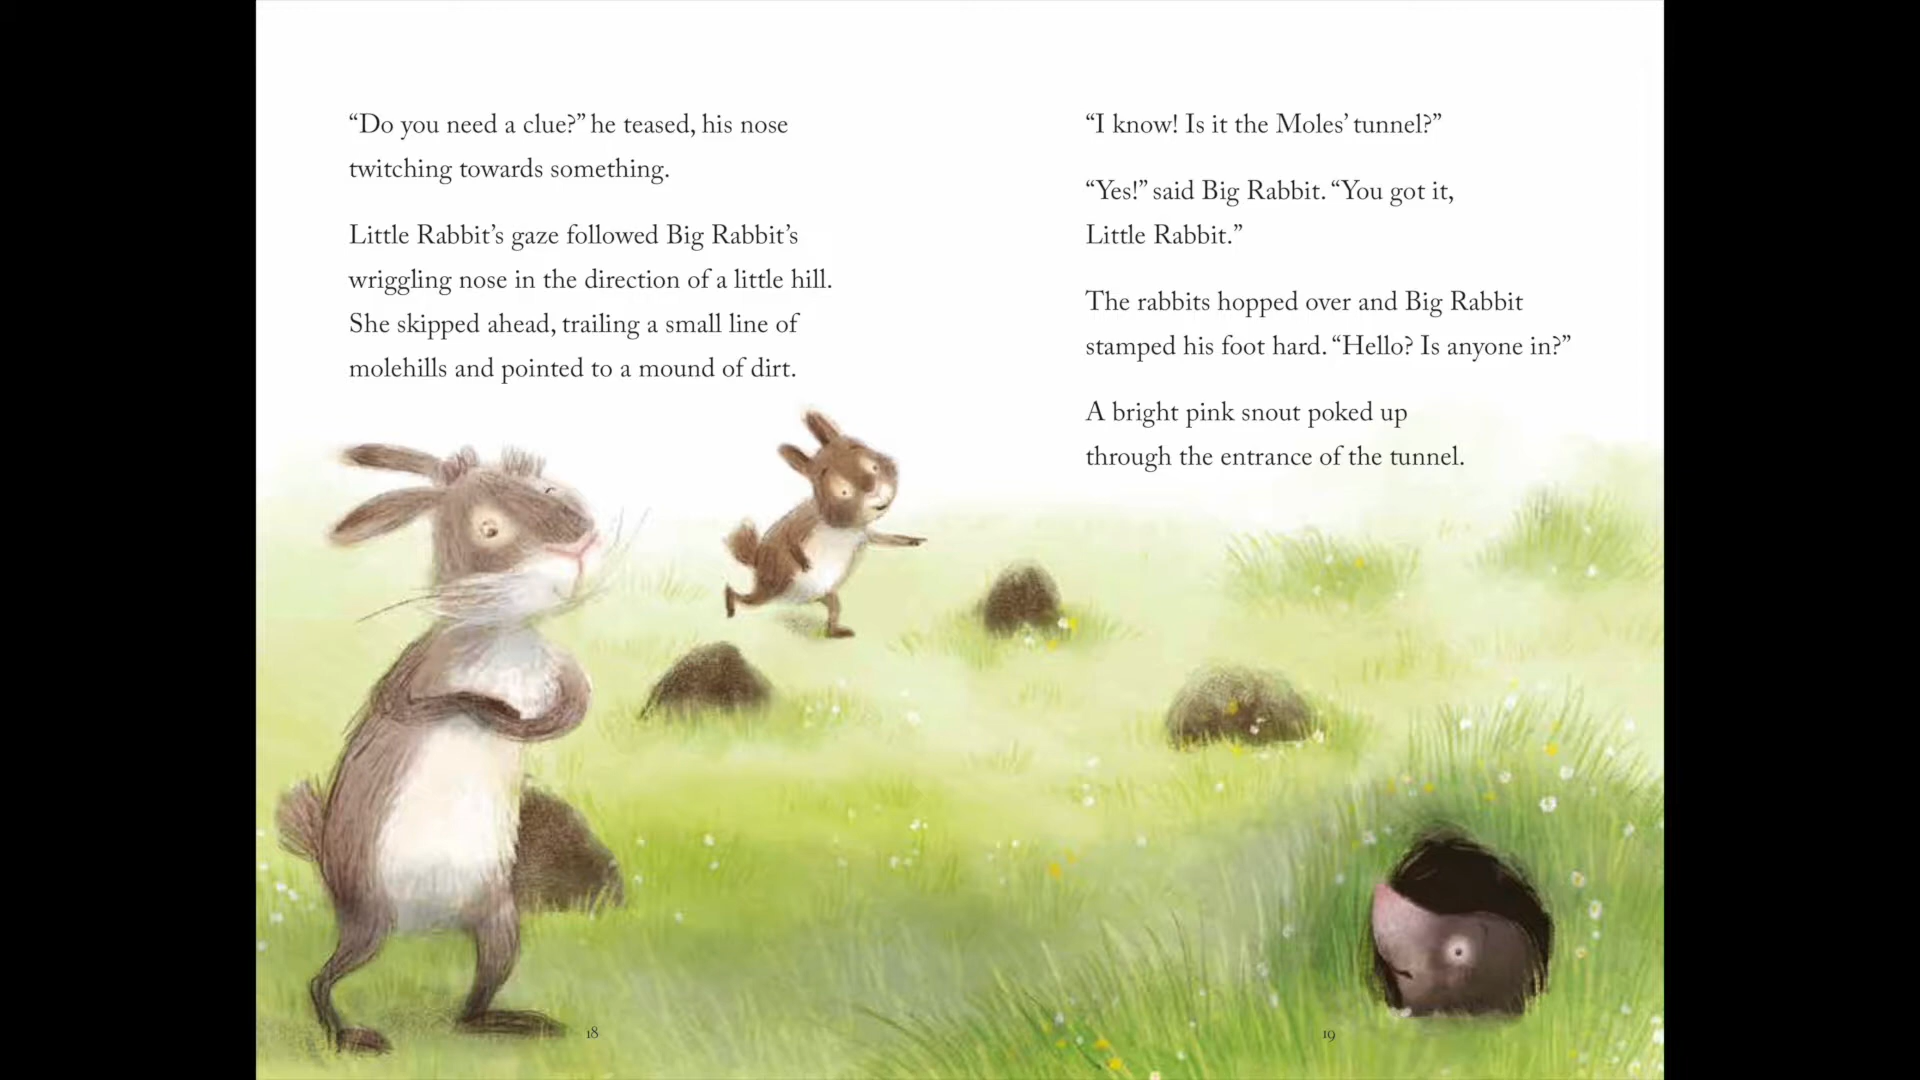 “Do you need a clue?” he teased, his nose
twitching towards something.
Little Rabbit’s gaze followed Big Rabbit’s
wriggling nose in the direction of a little hill.
She skipped ahead, trailing a small line of
molehills and pointed to a mound of dirt.
18
“I know! Is it the Moles’ tunnel?”
“Yes!” said Big Rabbit. “You got it,
Little Rabbit.”
The rabbits hopped over and Big Rabbit
stamped his foot hard. “Hello? Is anyone in?”
A bright pink snout poked up
through the entrance of the tunnel.
19